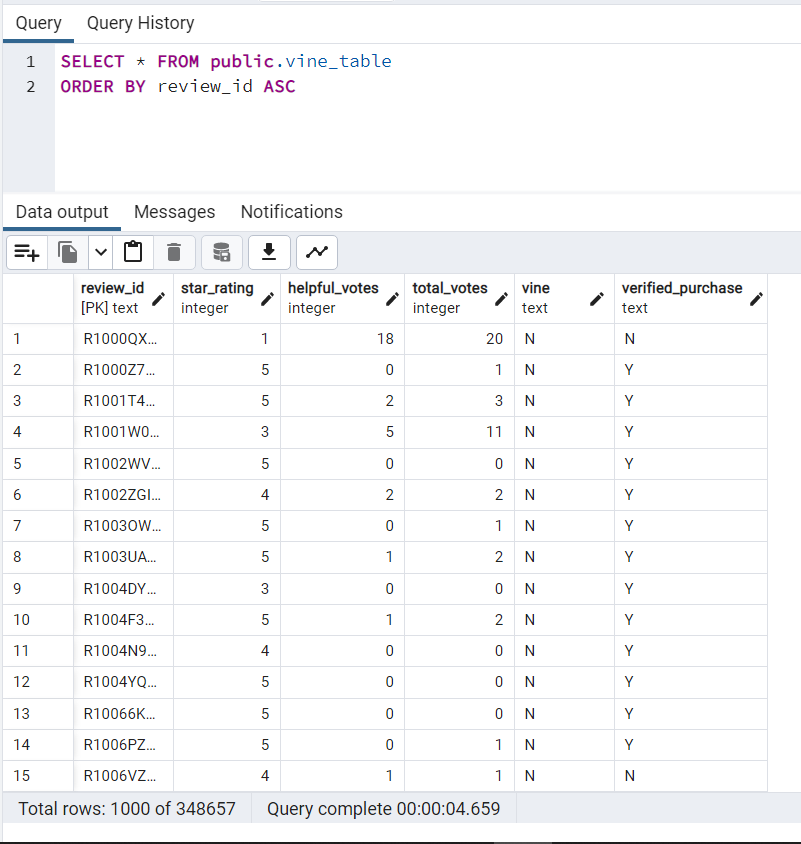 Query Query History
1 SELECT * FROM public.vine_table
2 ORDER BY review_id ASC
Data output Messages Notifications
review_id star_rating helpful_votes total_votes vine verified_purchase
[PK] text integer integer integer text text
1 R1000QX... 1 18 20 N N
2 R1000Z7... 5 0 1 N Y
3 R1001T4... 5 2 3 N Y
4 R1001W0... 3 5 11 N Y
5 R1002WV... 5 0 0 N Y
6 R1002ZGI... 4 2 2 N Y
7 R1003OW... 5 0 1 N Y
8 R1003UA... 5 1 2 N Y
9 R1004DY... 3 0 0 N Y
10 R1004F3... 5 1 2 N Y
11 R1004N9... 4 0 0 N Y
12 R1004YQ... 5 0 0 N Y
13 R10066K... 5 0 0 N Y
14 R1006PZ... 5 0 1 N Y
15 R1006VZ... 4 1 1 N N
Total rows: 1000 of 348657 Query complete 00:00:04.659